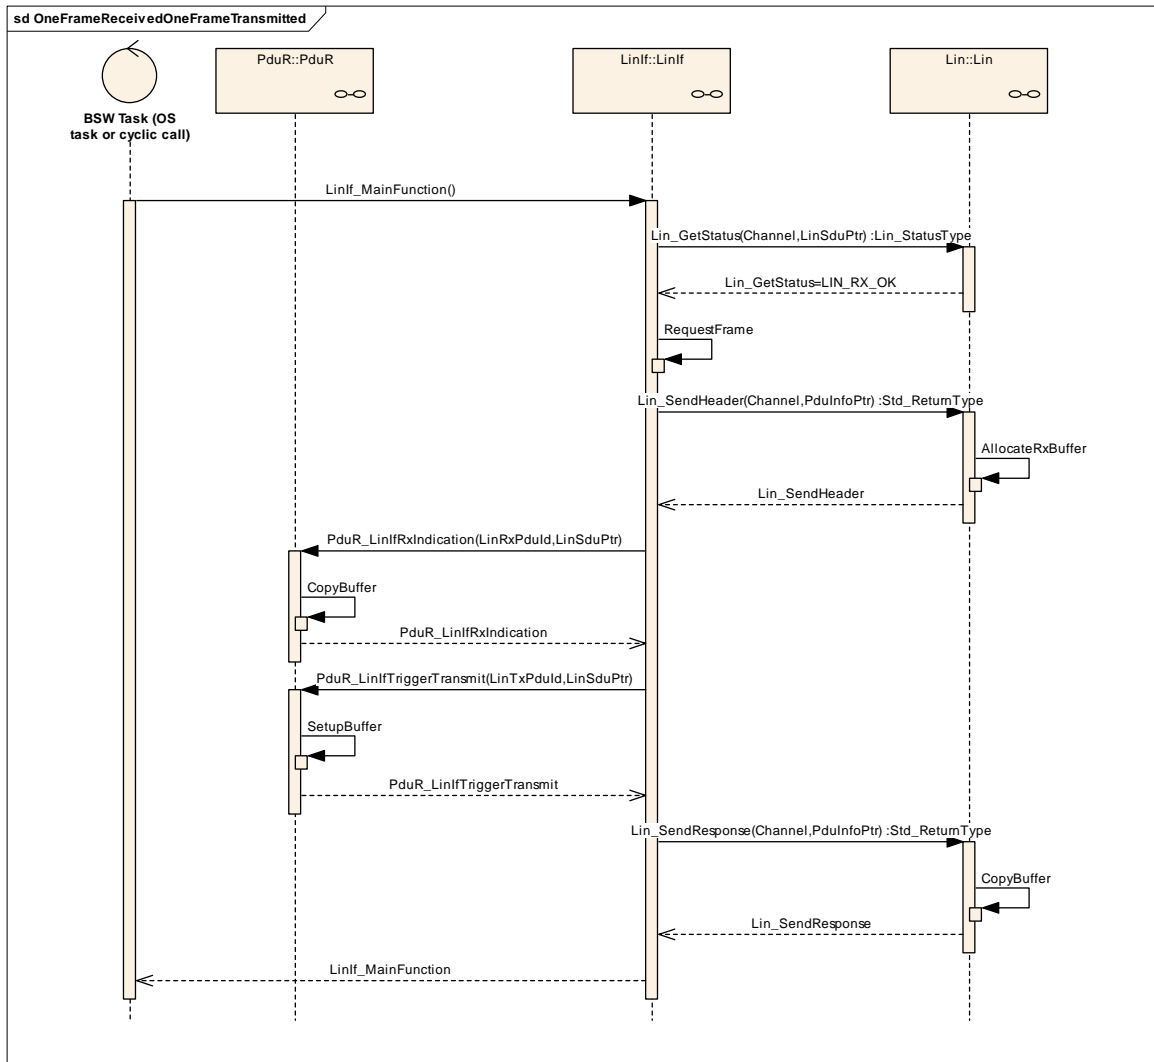 sd OneFrameReceivedOneFrameTransmitted
BSW Task (OS
task or cyclic call)
PduR::PduR
LinIf::LinIf
Lin::Lin
LinIf_MainFunction()
Lin_GetStatus(Channel,LinSduPtr) :Lin_StatusType
Lin_GetStatus=LIN_RX_OK
RequestFrame
Lin_SendHeader(Channel,PduInfoPtr) :Std_ReturnType
AllocateRxBuffer
Lin_SendHeader
PduR_LinIfRxIndication(LinRxPduId,LinSduPtr)
CopyBuffer
PduR_LinIfRxIndication
PduR_LinIfTriggerTransmit(LinTxPduId,LinSduPtr)
SetupBuffer
PduR_LinIfTriggerTransmit
Lin_SendResponse(Channel,PduInfoPtr) :Std_ReturnType
CopyBuffer
Lin_SendResponse
LinIf_MainFunction